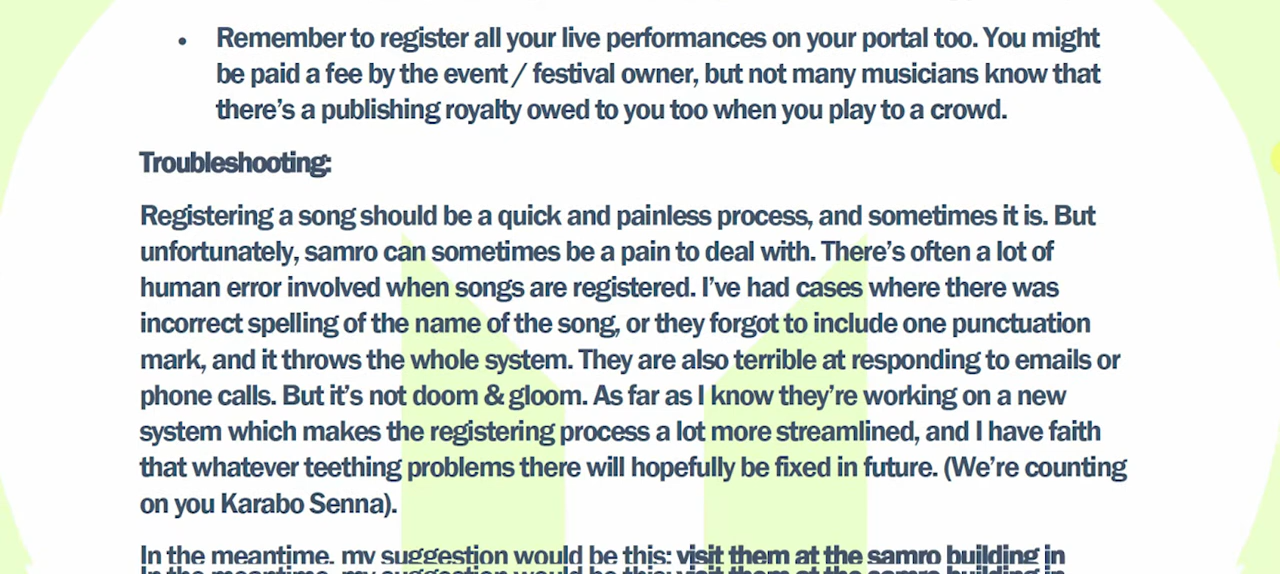 • Remember to register all your live performances on your portal too. You might
be paid a fee by the event / festival owner, but not many musicians know that
there's a publishing royalty owed to you too when you play to a crowd.
Troubleshooting:
Registering a song should be a quick and painless process, and sometimes it is. But
unfortunately, samro can sometimes be a pain to deal with. There's often a lot of
human error involved when songs are registered. I've had cases where there was
incorrect spelling of the name of the song, or they forgot to include one punctuation
mark, and it throws the whole system. They are also terrible at responding to emails or
phone calls. But it's not doom & gloom. As far as I know they're working on a new
system which makes the registering process a lot more streamlined, and I have faith
that whatever teething problems there will hopefully be fixed in future. (We're counting
on you Karabo Senna).
In the meantime, my suggestion would be this: visit them at the samro building in